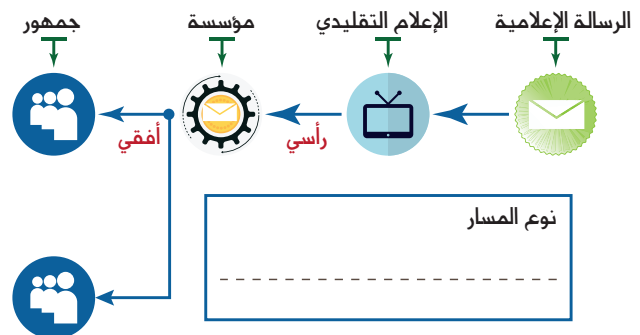 الرسالة الإعلامية
الإعلام التقليدي
مؤسسة
جمهور
رأسي
أفقي
نوع المسار